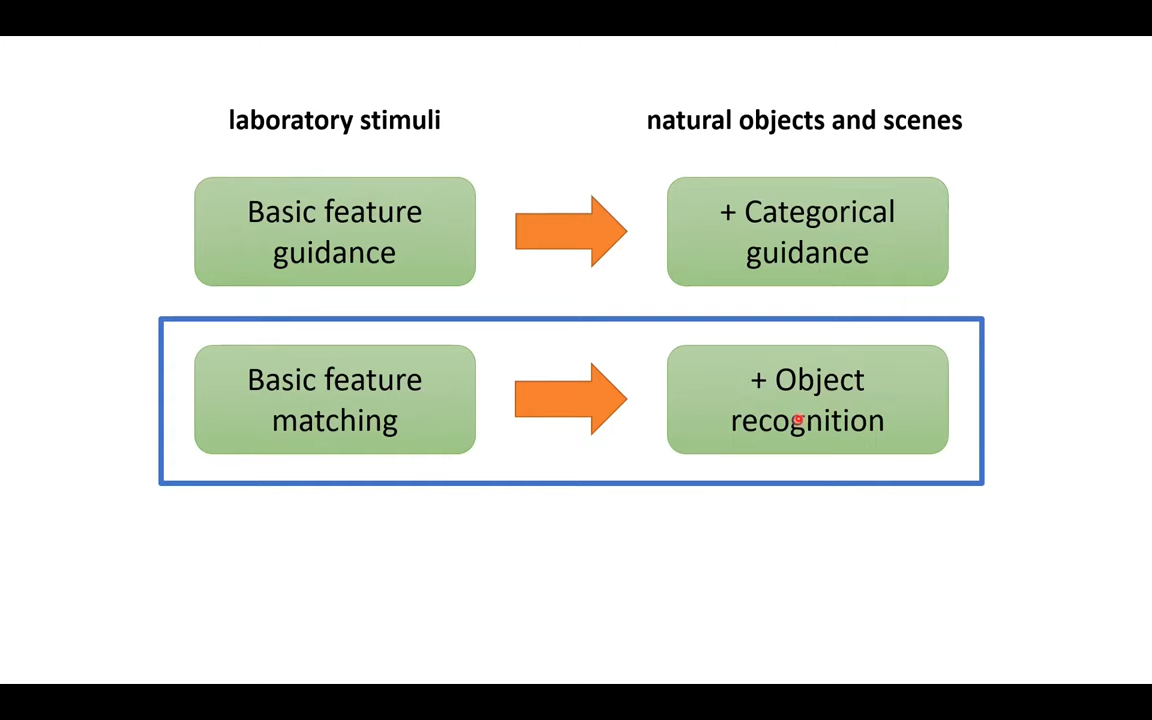 laboratory stimuli
natural objects and scenes
Basic feature
guidance
+ Categorical
guidance
Basic feature
matching
+ Object
recognition